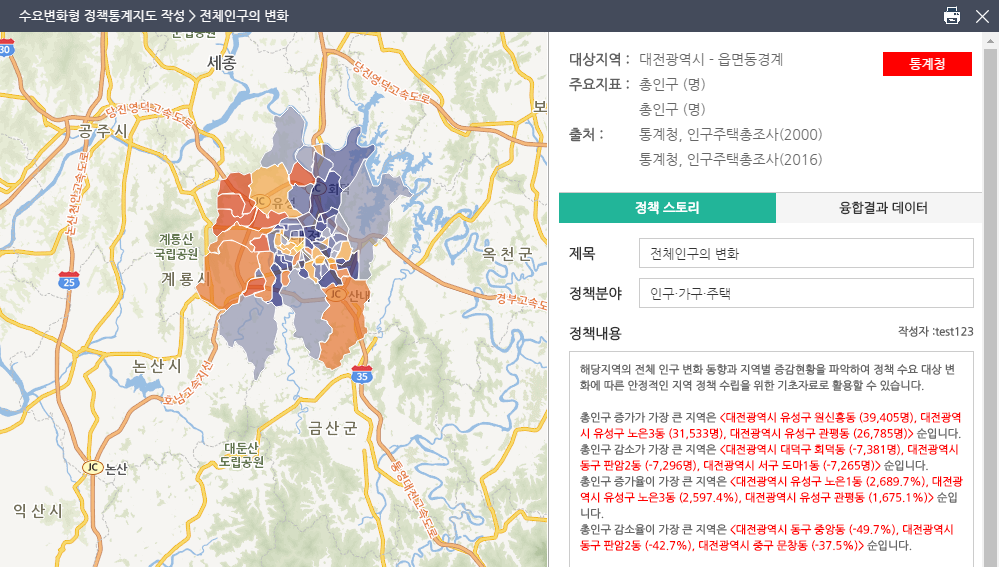 수요변화형 정책통계지도 작성 > 전체인구의 변화
30
세종
당진영덕고속도로
당진영덕고속도로
공주시
논산천안고속도로
JC 유성
JC 회덕
계룡산
국립공원
계룡시
옥천군
25
JC 산내
경부고속도
논산시
호남고속도로지선
35
금산군
대둔산
도립공원
JC 논산
통영대전고속도로
익산시
대상지역 : 대전광역시 - 읍면동경계
통계청
주요지표 : 총인구 (명)
총인구 (명)
출처 : 통계청, 인구주택총조사(2000)
통계청, 인구주택총조사(2016)
정책 스토리
융합결과 데이터
제목 전체인구의 변화
정책분야 인구·가구·주택
정책내용 작성자 :test123
해당지역의 전체 인구 변화 동향과 지역별 증감현황을 파악하여 정책 수요 대상 변
화에 따른 안정적인 지역 정책 수립을 위한 기초자료로 활용할 수 있습니다.
총인구 증가가 가장 큰 지역은 <대전광역시 유성구 원신흥동 (39,405명), 대전광역
시 유성구 노은3동 (31,533명), 대전광역시 유성구 관평동 (26,785명)> 순입니다.
총인구 감소가 가장 큰 지역은 <대전광역시 대덕구 회덕동 (-7,381명), 대전광역시
동구 판암2동 (-7,296명), 대전광역시 서구 도마1동 (-7,265명)> 순입니다.
총인구 증가율이 가장 큰 지역은 <대전광역시 유성구 노은1동 (2,689.7%), 대전광
역시 유성구 노은3동 (2,597.4%), 대전광역시 유성구 관평동 (1,675.1%)> 순입
니다.
총인구 감소율이 가장 큰 지역은 <대전광역시 동구 중앙동 (-49.7%), 대전광역시
동구 판암2동 (-42.7%), 대전광역시 중구 문창동 (-37.5%)> 순입니다.